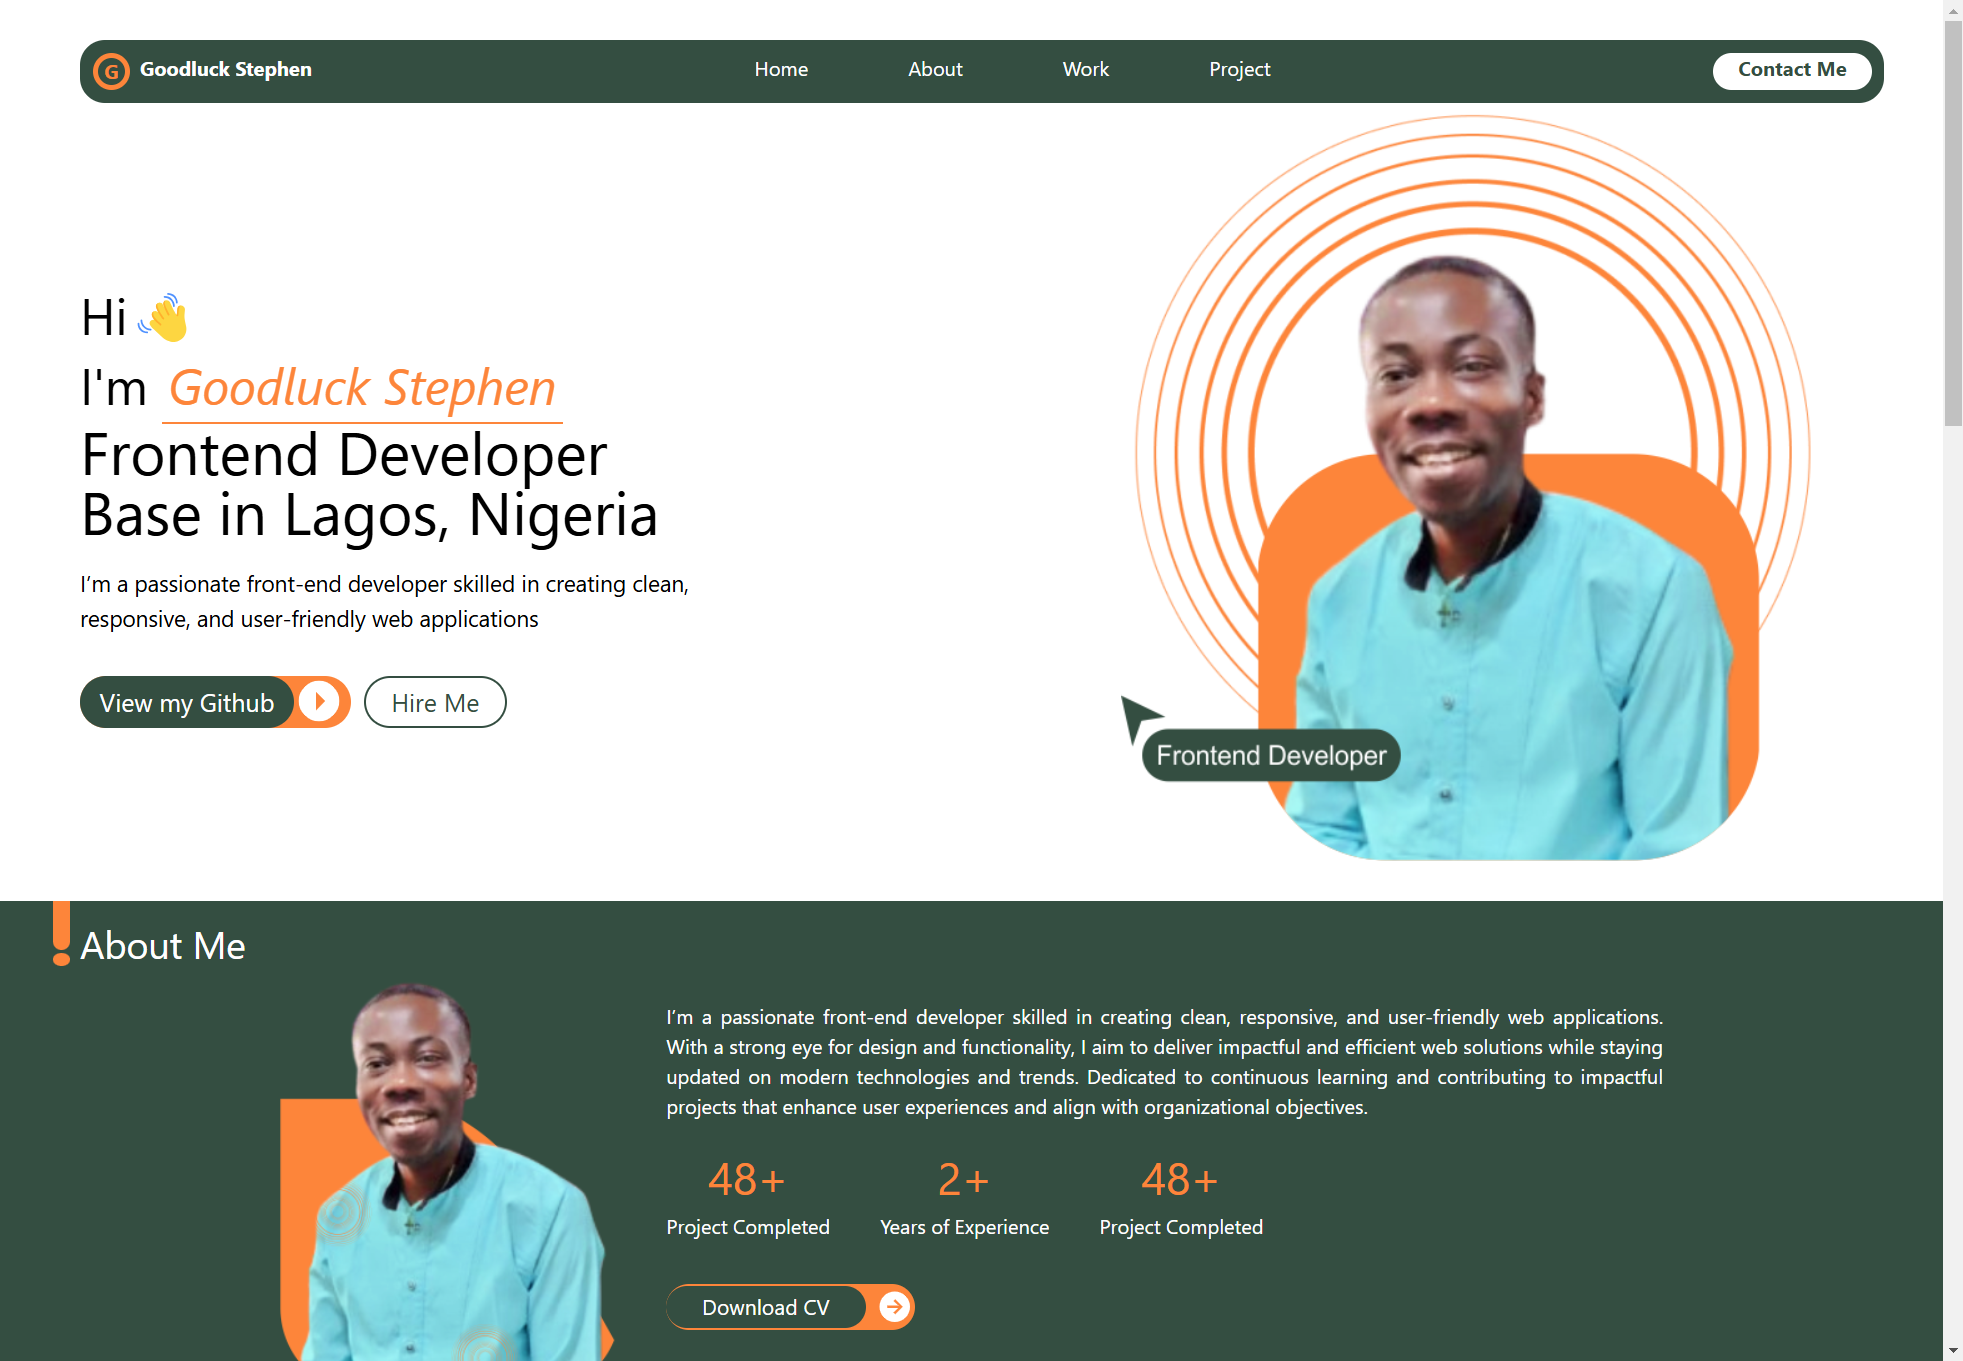 G Goodluck Stephen Home About Work Project Contact Me
Hi
I'm Goodluck Stephen
Frontend Developer
Base in Lagos, Nigeria
I’m a passionate front-end developer skilled in creating clean,
responsive, and user-friendly web applications
View my Github Hire Me
Frontend Developer
About Me
I’m a passionate front-end developer skilled in creating clean, responsive, and user-friendly web applications.
With a strong eye for design and functionality, I aim to deliver impactful and efficient web solutions while staying
updated on modern technologies and trends. Dedicated to continuous learning and contributing to impactful
projects that enhance user experiences and align with organizational objectives.
48+ 2+ 48+
Project Completed Years of Experience Project Completed
Download CV